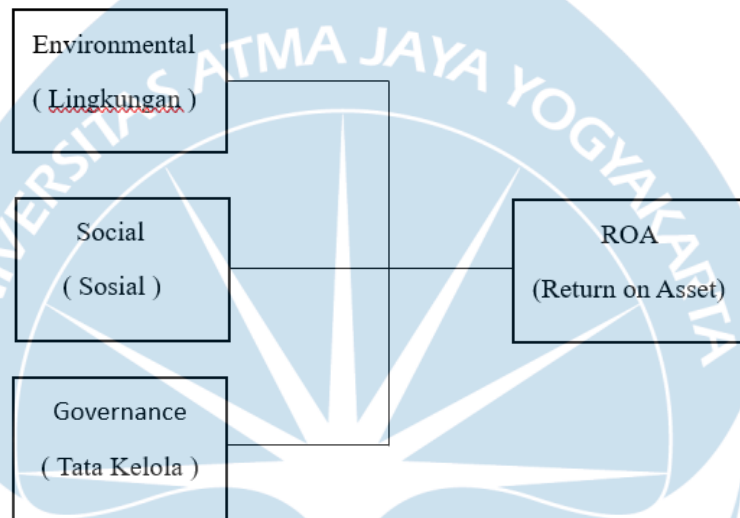 UNIVERSITAS ATMA JAYA YOGYAKARTA
Environmental
( Lingkungan )
Social
( Sosial )
Governance
( Tata Kelola )
ROA
(Return on Asset)